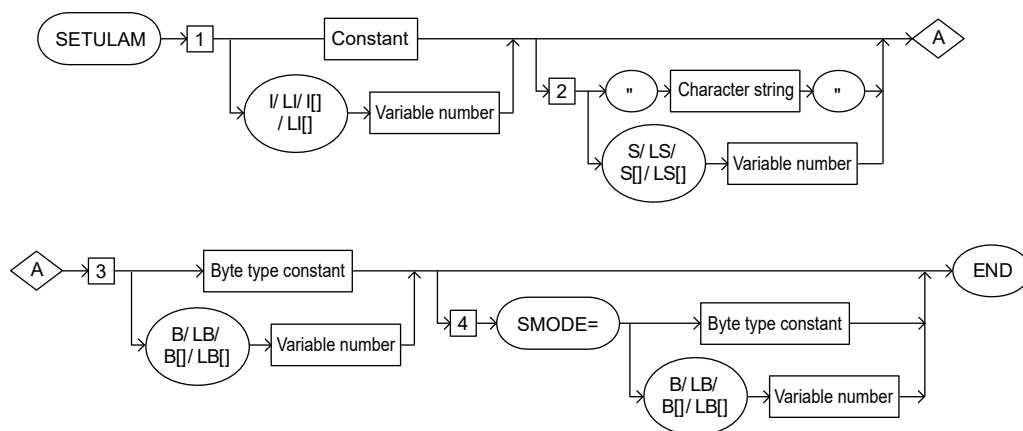 SETULAM
1
Constant
A
I/ LI/ I[]
/ LI[]
Variable number
2
"
Character string
"
S/ LS/
S[]/ LS[]
Variable number
A
3
Byte type constant
END
B/ LB/
B[]/ LB[]
Variable number
4
SMODE=
Byte type constant
B/ LB/
B[]/ LB[]
Variable number